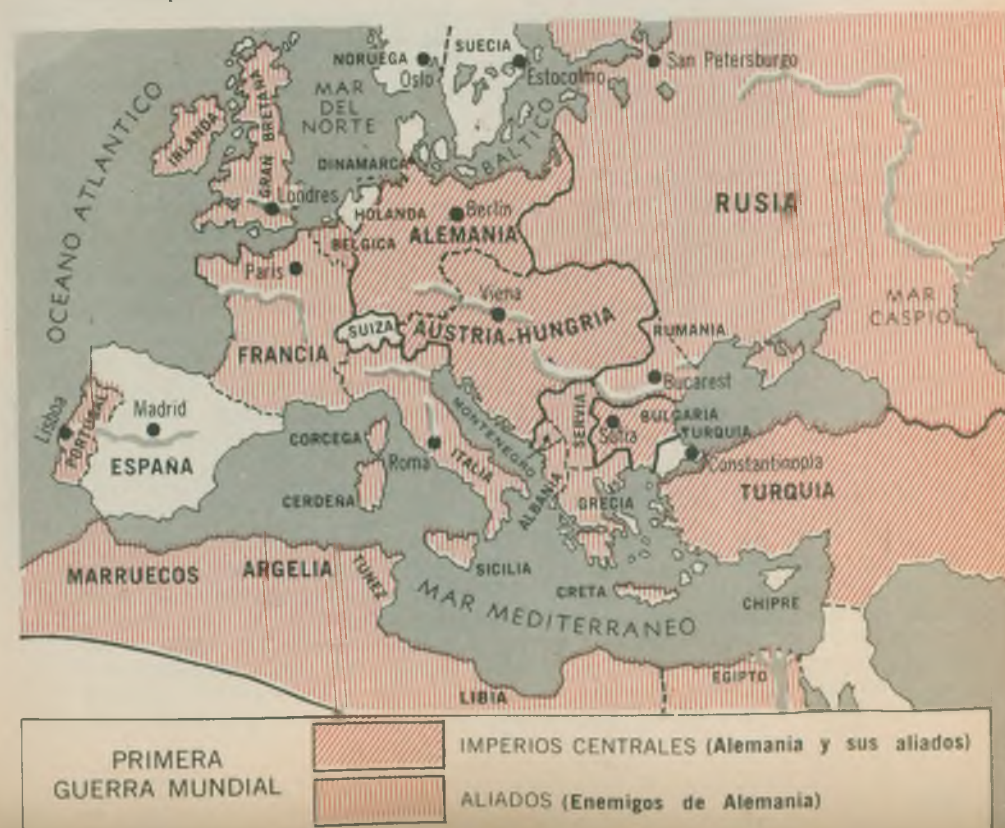 NORUEGA
SUECIA
Oslo
Estocolmo
San Petersburgo
MAR
DEL
NORTE
OCEANO ATLANTICO
IRLANDA
GRAN BRETAÑA
Londres
DINAMARCA
BALTICO
HOLANDA
BELGICA
Berlín
ALEMANIA
RUSIA
MAR
CASPIO
París
FRANCIA
SUIZA
Viena
AUSTRIA-HUNGRIA
RUMANIA
Bucarest
Lisboa
PORTUGAL
Madrid
ESPAÑA
CORCEGA
CERDEÑA
Roma
ITALIA
MONTENEGRO
SERVIA
ALBANIA
BULGARIA
Sofía
TURQUIA
Constantinopla
TURQUIA
GRECIA
MARRUECOS
ARGELIA
TUNEZ
SICILIA
CRETA
CHIPRE
MAR MEDITERRANEO
LIBIA
EGIPTO
PRIMERA
GUERRA MUNDIAL
IMPERIOS CENTRALES (Alemania y sus aliados)
ALIADOS (Enemigos de Alemania)